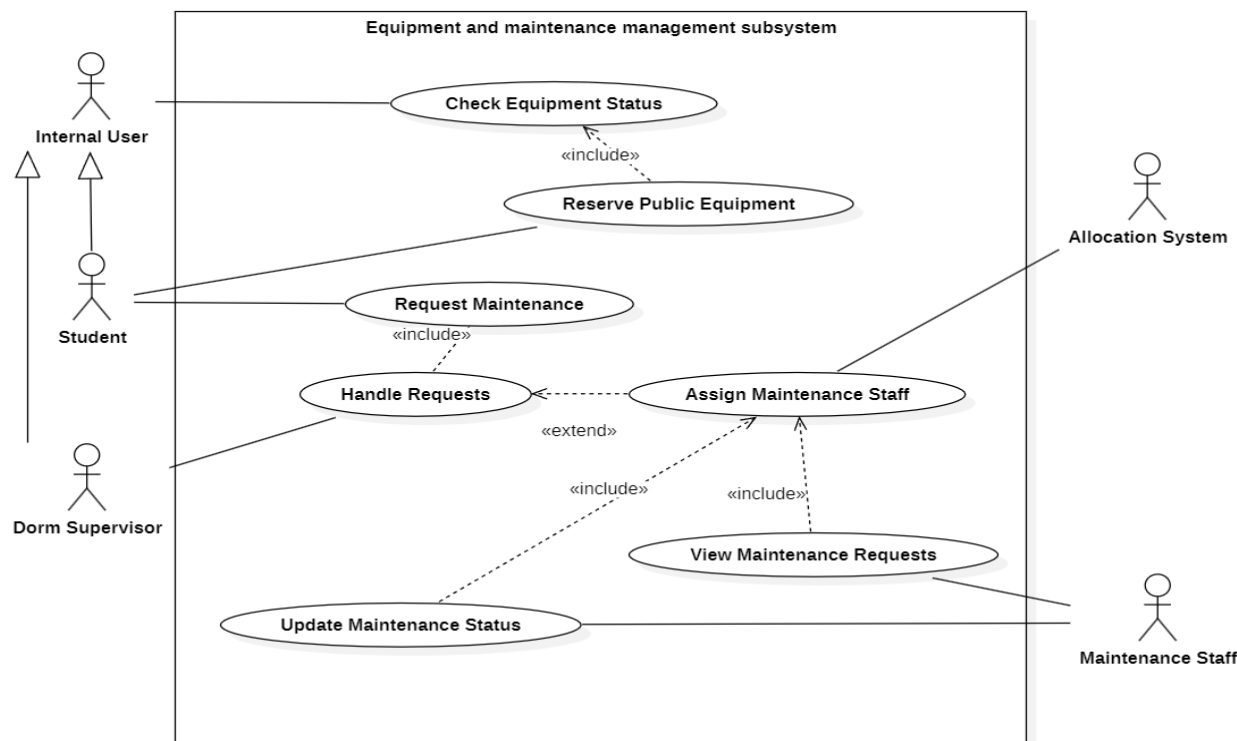 Equipment and maintenance management subsystem
Check Equipment Status
Internal User
«include»
Reserve Public Equipment
Allocation System
Request Maintenance
Student
«include»
Handle Requests
Assign Maintenance Staff
«extend»
«include»
«include»
Dorm Supervisor
View Maintenance Requests
Update Maintenance Status
Maintenance Staff